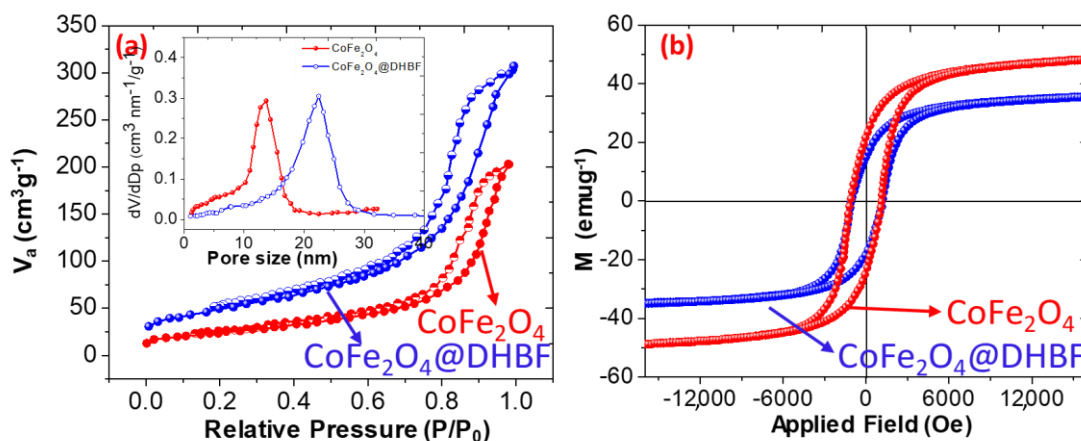 (a)
V_a (cm³g⁻¹)
350
300
250
200
150
100
50
0
0.0 0.2 0.4 0.6 0.8 1.0
Relative Pressure (P/P₀)
CoFe₂O₄
CoFe₂O₄@DHBF
dV/dDp (cm³ nm⁻¹/g⁻¹)
0.4
0.3
0.2
0.1
0.0
0 10 20 30 40
Pore size (nm)
CoFe₂O₄
CoFe₂O₄@DHBF
(b)
M (emug⁻¹)
60
40
20
0
-20
-40
-60
-12,000 -6000 0 6000 12,000
Applied Field (Oe)
CoFe₂O₄
CoFe₂O₄@DHBF